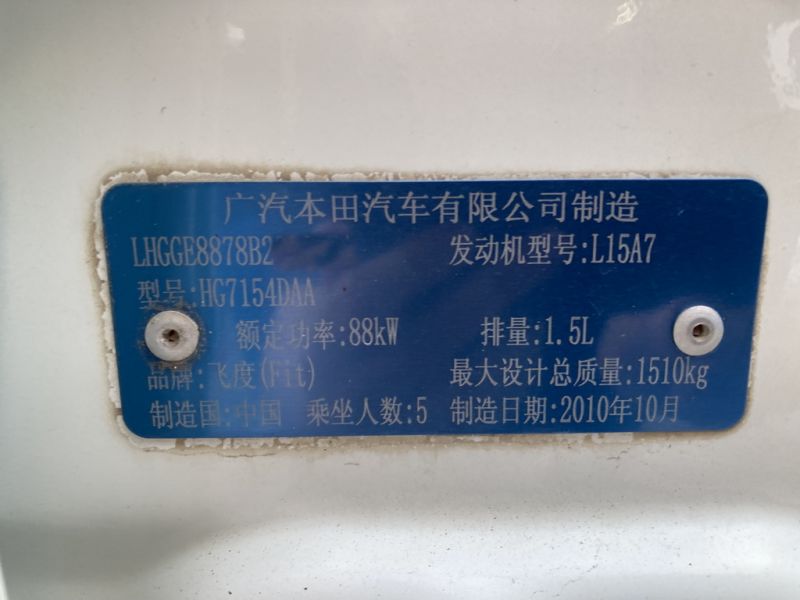 广汽本田汽车有限公司制造
LHGGE8878B2 发动机型号:L15A7
型号:HG7154DAA
额定功率:88kW 排量:1.5L
品牌:飞度(Fit) 最大设计总质量:1510kg
制造国:中国 乘坐人数:5 制造日期:2010年10月